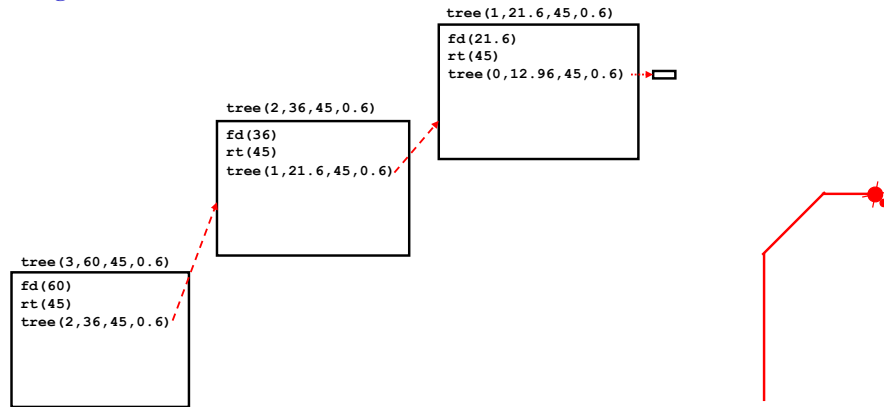 tree(1,21.6,45,0.6)
fd(21.6)
rt(45)
tree(0,12.96,45,0.6)
tree(2,36,45,0.6)
fd(36)
rt(45)
tree(1,21.6,45,0.6)
tree(3,60,45,0.6)
fd(60)
rt(45)
tree(2,36,45,0.6)